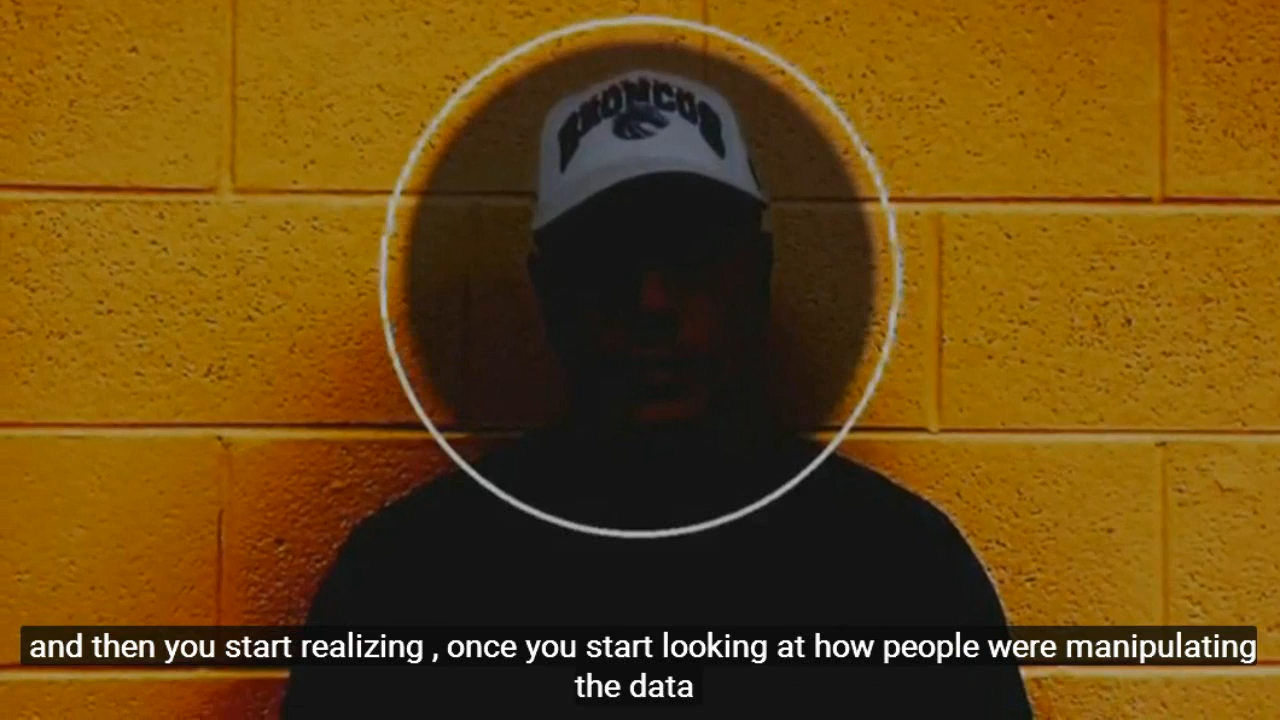 BRONCOS
and then you start realizing , once you start looking at how people were manipulating
the data